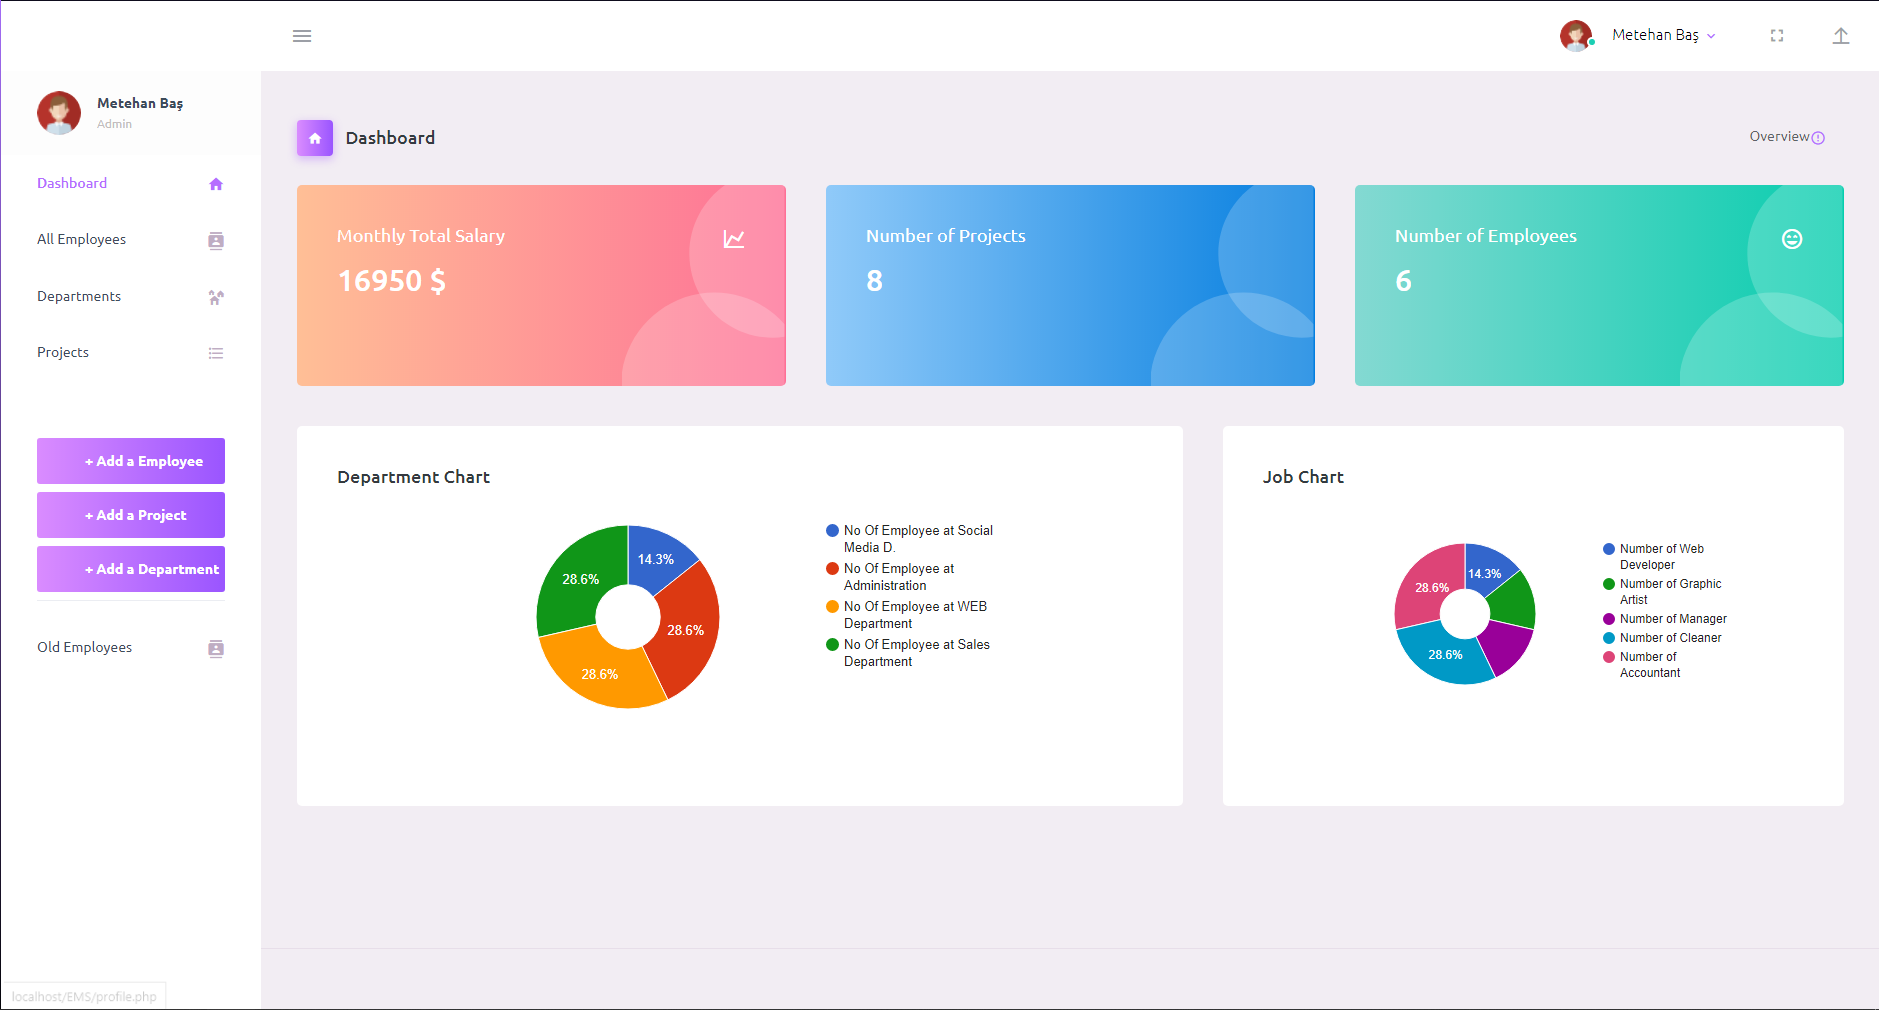 Metehan Baş
Metehan Baş
Admin
Dashboard
All Employees
Departments
Projects
+ Add a Employee
+ Add a Project
+ Add a Department
Old Employees
Dashboard
Overview
Monthly Total Salary
16950 $
Number of Projects
8
Number of Employees
6
Department Chart
14.3%
28.6%
28.6%
28.6%
No Of Employee at Social
Media D.
No Of Employee at
Administration
No Of Employee at WEB
Department
No Of Employee at Sales
Department
Job Chart
14.3%
28.6%
28.6%
Number of Web
Developer
Number of Graphic
Artist
Number of Manager
Number of Cleaner
Number of
Accountant
localhost/EMS/profile.php